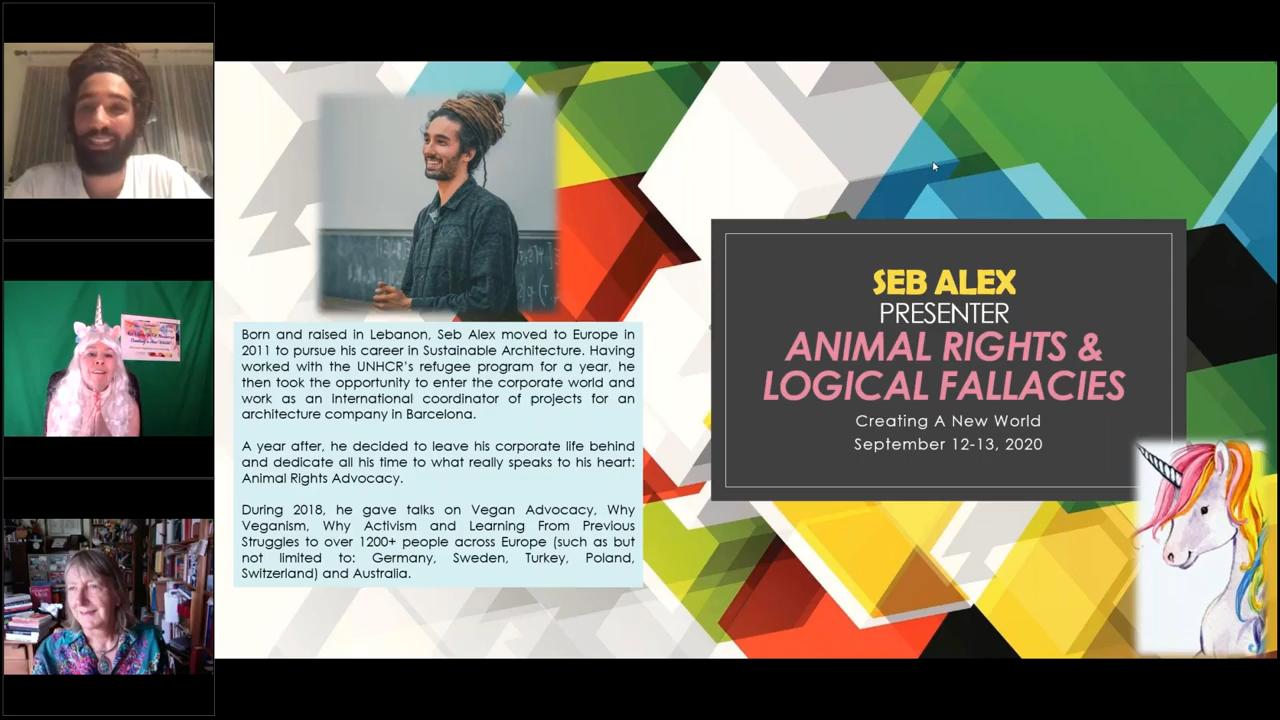 Born and raised in Lebanon, Seb Alex moved to Europe in
2011 to pursue his career in Sustainable Architecture. Having
worked with the UNHCR's refugee program for a year, he
then took the opportunity to enter the corporate world and
work as an international coordinator of projects for an
architecture company in Barcelona.
A year after, he decided to leave his corporate life behind
and dedicate all his time to what really speaks to his heart:
Animal Rights Advocacy.
During 2018, he gave talks on Vegan Advocacy, Why
Veganism, Why Activism and Learning From Previous
Struggles to over 1200+ people across Europe (such as but
not limited to: Germany, Sweden, Turkey, Poland,
Switzerland) and Australia.
SEB ALEX
PRESENTER
ANIMAL RIGHTS &
LOGICAL FALLACIES
Creating A New World
September 12-13, 2020